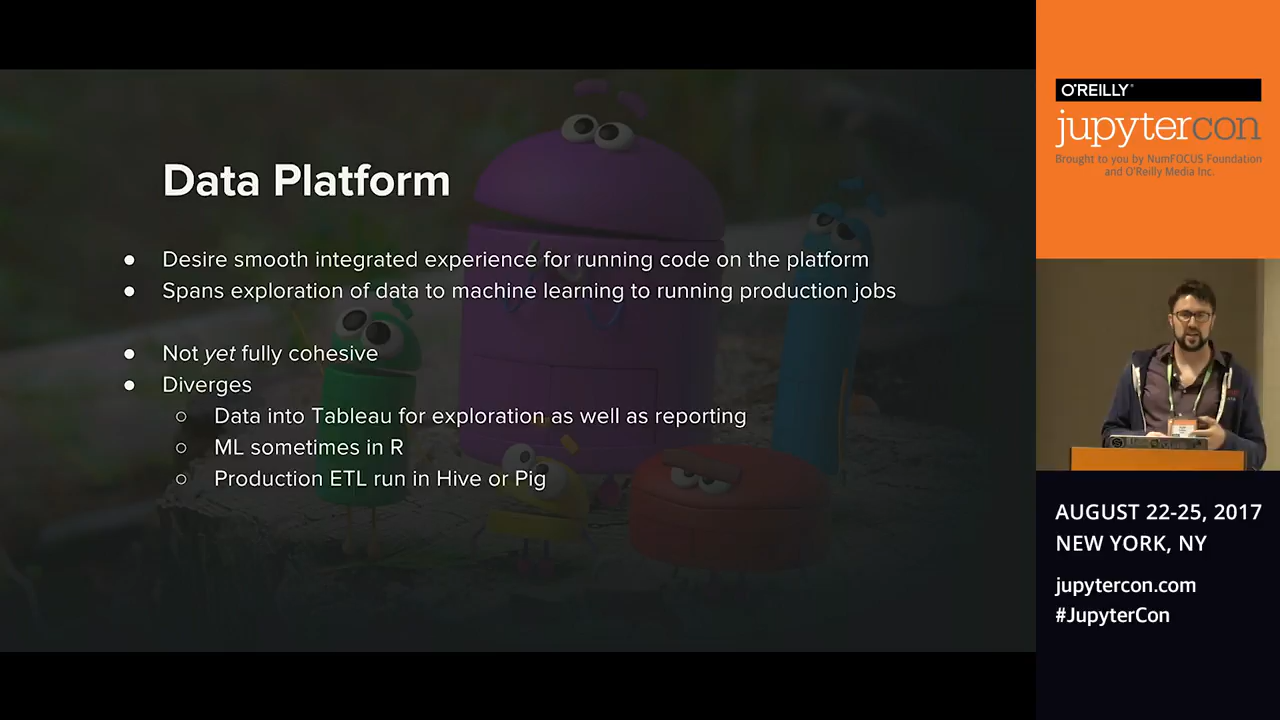 Data Platform
● Desire smooth integrated experience for running code on the platform
● Spans exploration of data to machine learning to running production jobs
● Not yet fully cohesive
● Diverges
○ Data into Tableau for exploration as well as reporting
○ ML sometimes in R
○ Production ETL run in Hive or Pig
O'REILLY®
jupytercon
Brought to you by NumFOCUS Foundation
and O'Reilly Media Inc.
AUGUST 22-25, 2017
NEW YORK, NY
jupytercon.com
#JupyterCon